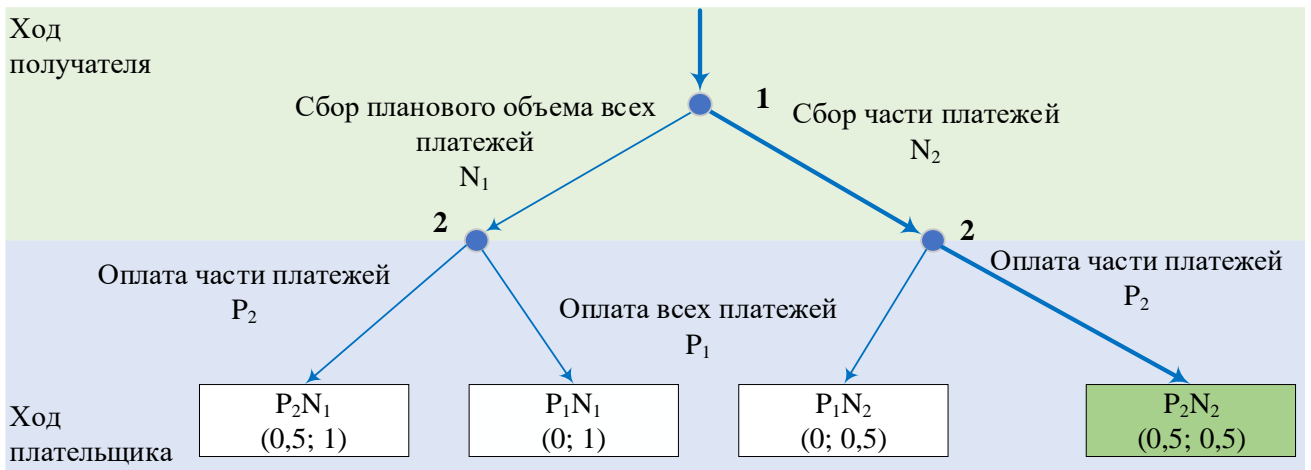 Ход
получателя
1
Сбор планового объема всех
платежей
N₁
Сбор части платежей
N₂
2
2
Оплата части платежей
P₂
Оплата всех платежей
P₁
Оплата части платежей
P₂
Ход
плательщика
P₂N₁
(0,5; 1)
P₁N₁
(0; 1)
P₁N₂
(0; 0,5)
P₂N₂
(0,5; 0,5)